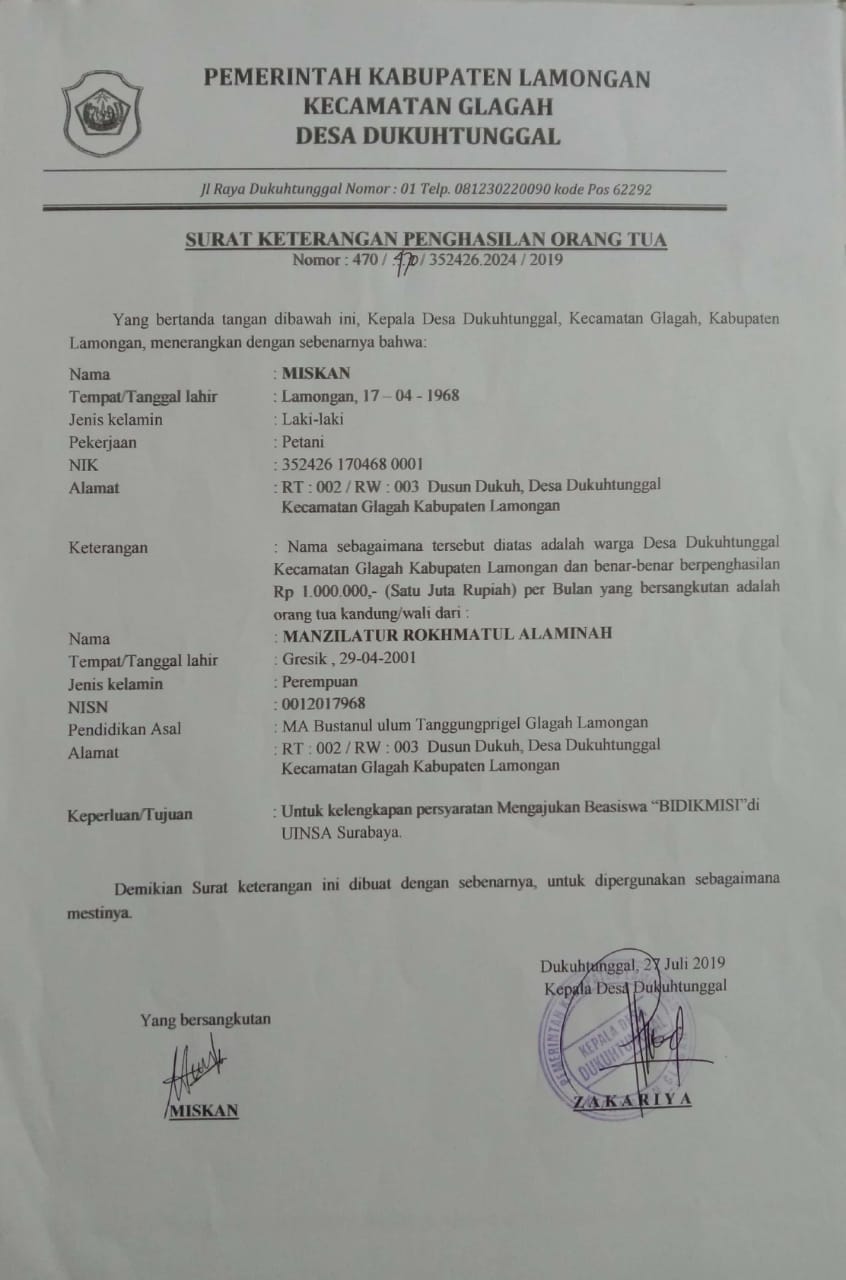 PEMERINTAH KABUPATEN LAMONGAN
KECAMATAN GLAGAH
DESA DUKUHTUNGGAL
Jl Raya Dukuhtunggal Nomor : 01 Telp. 081230220090 kode Pos 62292
SURAT KETERANGAN PENGHASILAN ORANG TUA
Nomor : 470 / 470 / 352426.2024 / 2019
Yang bertanda tangan dibawah ini, Kepala Desa Dukuhtunggal, Kecamatan Glagah, Kabupaten
Lamongan, menerangkan dengan sebenarnya bahwa:
Nama : MISKAN
Tempat/Tanggal lahir : Lamongan, 17 – 04 - 1968
Jenis kelamin : Laki-laki
Pekerjaan : Petani
NIK : 352426 170468 0001
Alamat : RT : 002 / RW : 003 Dusun Dukuh, Desa Dukuhtunggal
Kecamatan Glagah Kabupaten Lamongan
Keterangan : Nama sebagaimana tersebut diatas adalah warga Desa Dukuhtunggal
Kecamatan Glagah Kabupaten Lamongan dan benar-benar berpenghasilan
Rp 1.000.000,- (Satu Juta Rupiah) per Bulan yang bersangkutan adalah
orang tua kandung/wali dari :
Nama : MANZILATUR ROKHMATUL ALAMINAH
Tempat/Tanggal lahir : Gresik , 29-04-2001
Jenis kelamin : Perempuan
NISN : 0012017968
Pendidikan Asal : MA Bustanul ulum Tanggungprigel Glagah Lamongan
Alamat : RT : 002 / RW : 003 Dusun Dukuh, Desa Dukuhtunggal
Kecamatan Glagah Kabupaten Lamongan
Keperluan/Tujuan : Untuk kelengkapan persyaratan Mengajukan Beasiswa “BIDIKMISI”di
UINSA Surabaya.
Demikian Surat keterangan ini dibuat dengan sebenarnya, untuk dipergunakan sebagaimana
mestinya.
Dukuhtunggal, 27 Juli 2019
Kepala Desa Dukuhtunggal
Yang bersangkutan
KEPALA
MISKAN
ZAKARIYA